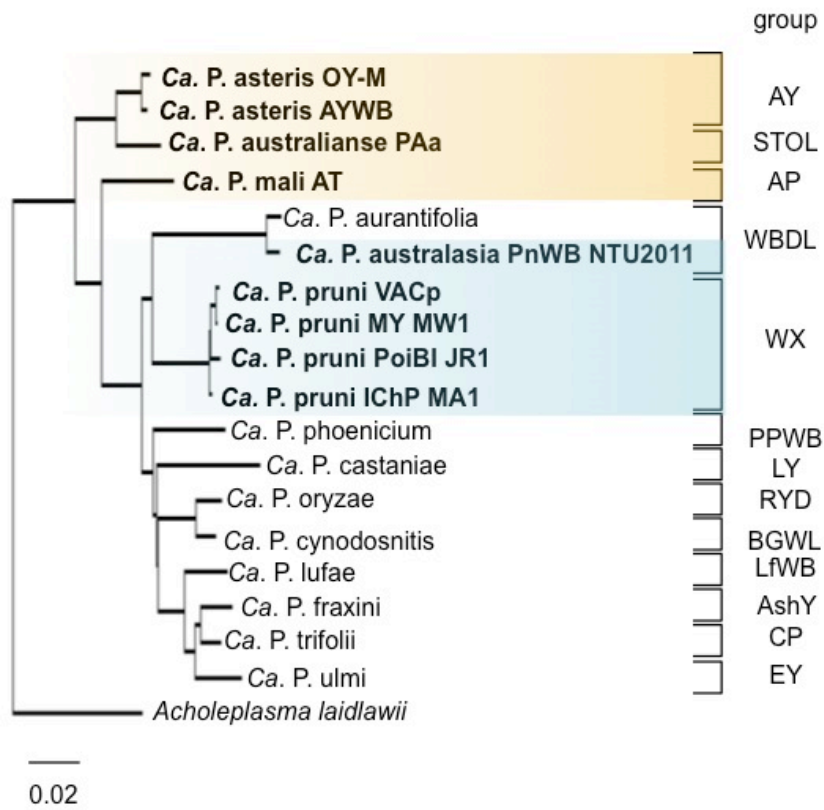 group
Ca. P. asteris OY-M
Ca. P. asteris AYWB
AY
Ca. P. australianse PAa
STOL
Ca. P. mali AT
AP
Ca. P. aurantifolia
Ca. P. australasia PnWB NTU2011
WBDL
Ca. P. pruni VACp
Ca. P. pruni MY MW1
Ca. P. pruni PoiBI JR1
Ca. P. pruni IChP MA1
WX
Ca. P. phoenicium
PPWB
Ca. P. castaniae
LY
Ca. P. oryzae
RYD
Ca. P. cynodosnitis
BGWL
Ca. P. lufae
LfWB
Ca. P. fraxini
AshY
Ca. P. trifolii
CP
Ca. P. ulmi
EY
Acholeplasma laidlawii
0.02